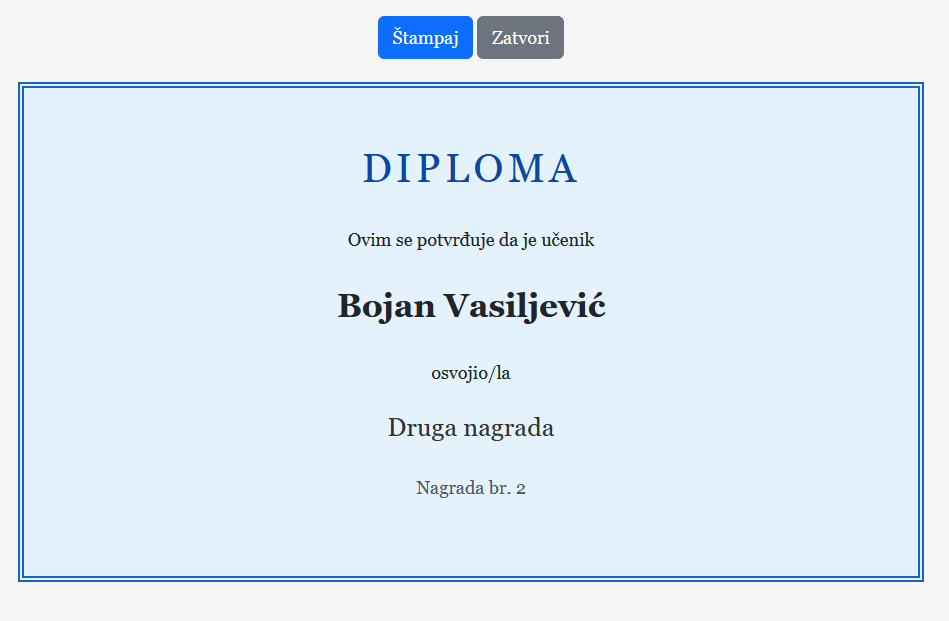 Štampaj Zatvori
DIPLOMA
Ovim se potvrđuje da je učenik
Bojan Vasiljević
osvojio/la
Druga nagrada
Nagrada br. 2